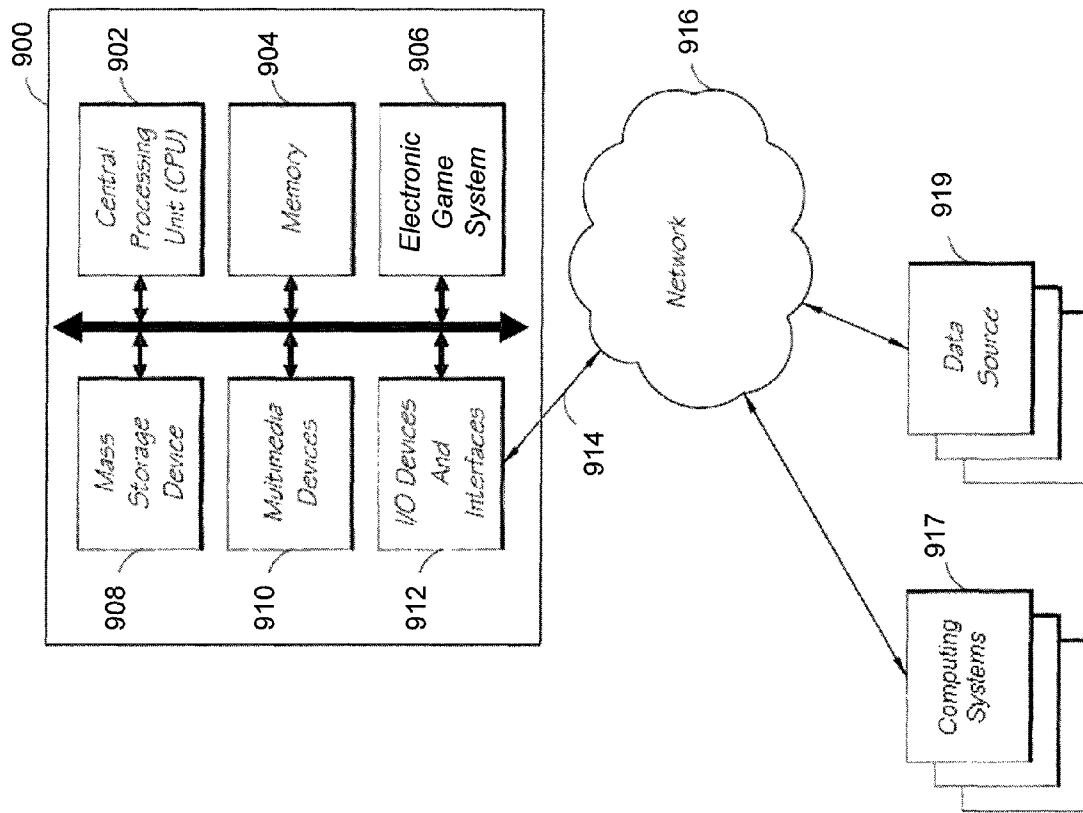 900
902
Central
Processing
Unit (CPU)
904
Memory
906
Electronic
Game
System
Mass
Storage
Device
908
Multimedia
Devices
910
I/O Devices
And
Interfaces
912
914
916
Network
919
Data
Source
917
Computing
Systems